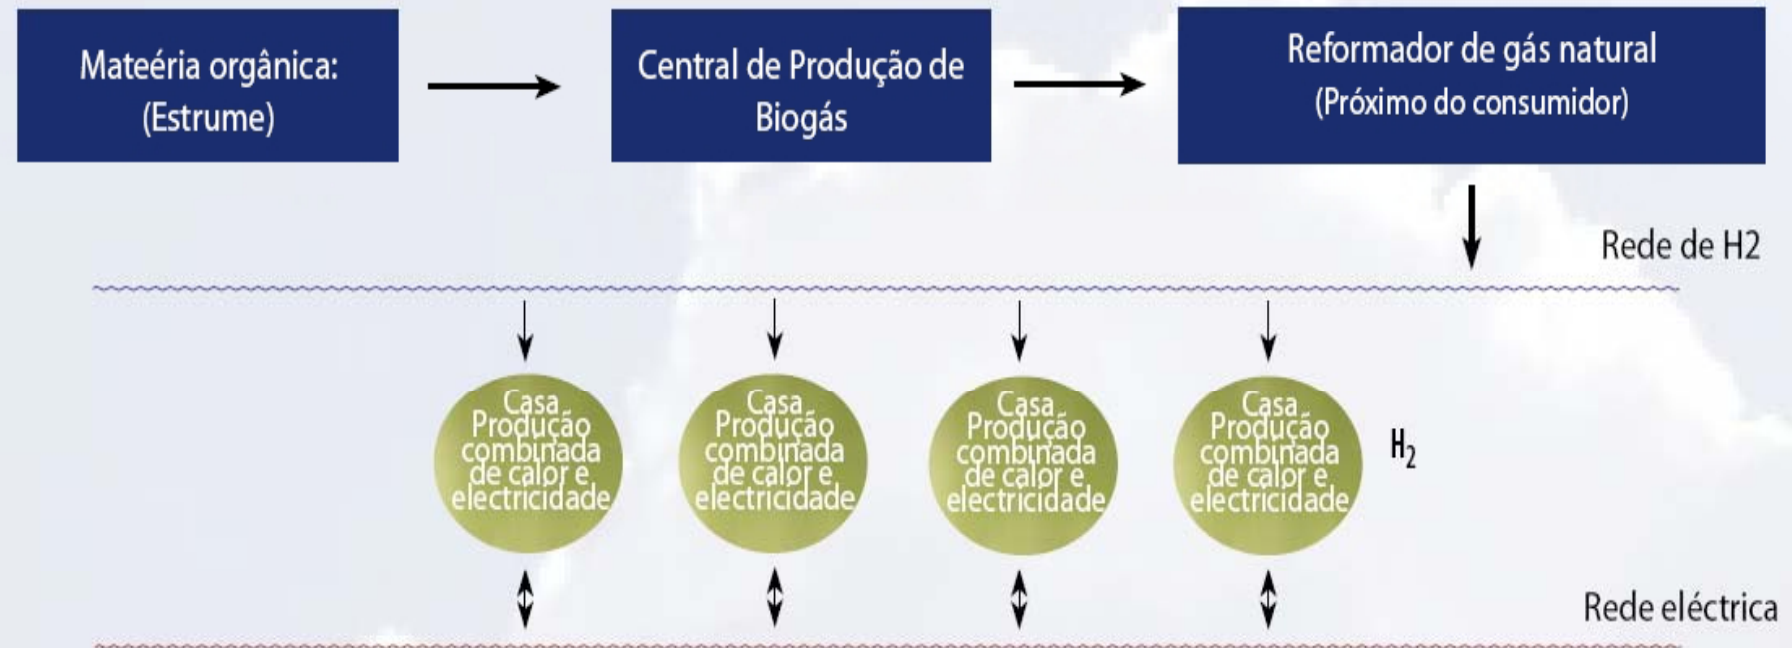 Mateéria orgânica:
(Estrume)
Central de Produção de
Biogás
Reformador de gás natural
(Próximo do consumidor)
Rede de H2
Casa
Produção
combinada
de calor e
electricidade
Casa
Produção
combinada
de calor e
electricidade
Casa
Produção
combinada
de calor e
electricidade
Casa
Produção
combinada
de calor e
electricidade
H₂
Rede eléctrica